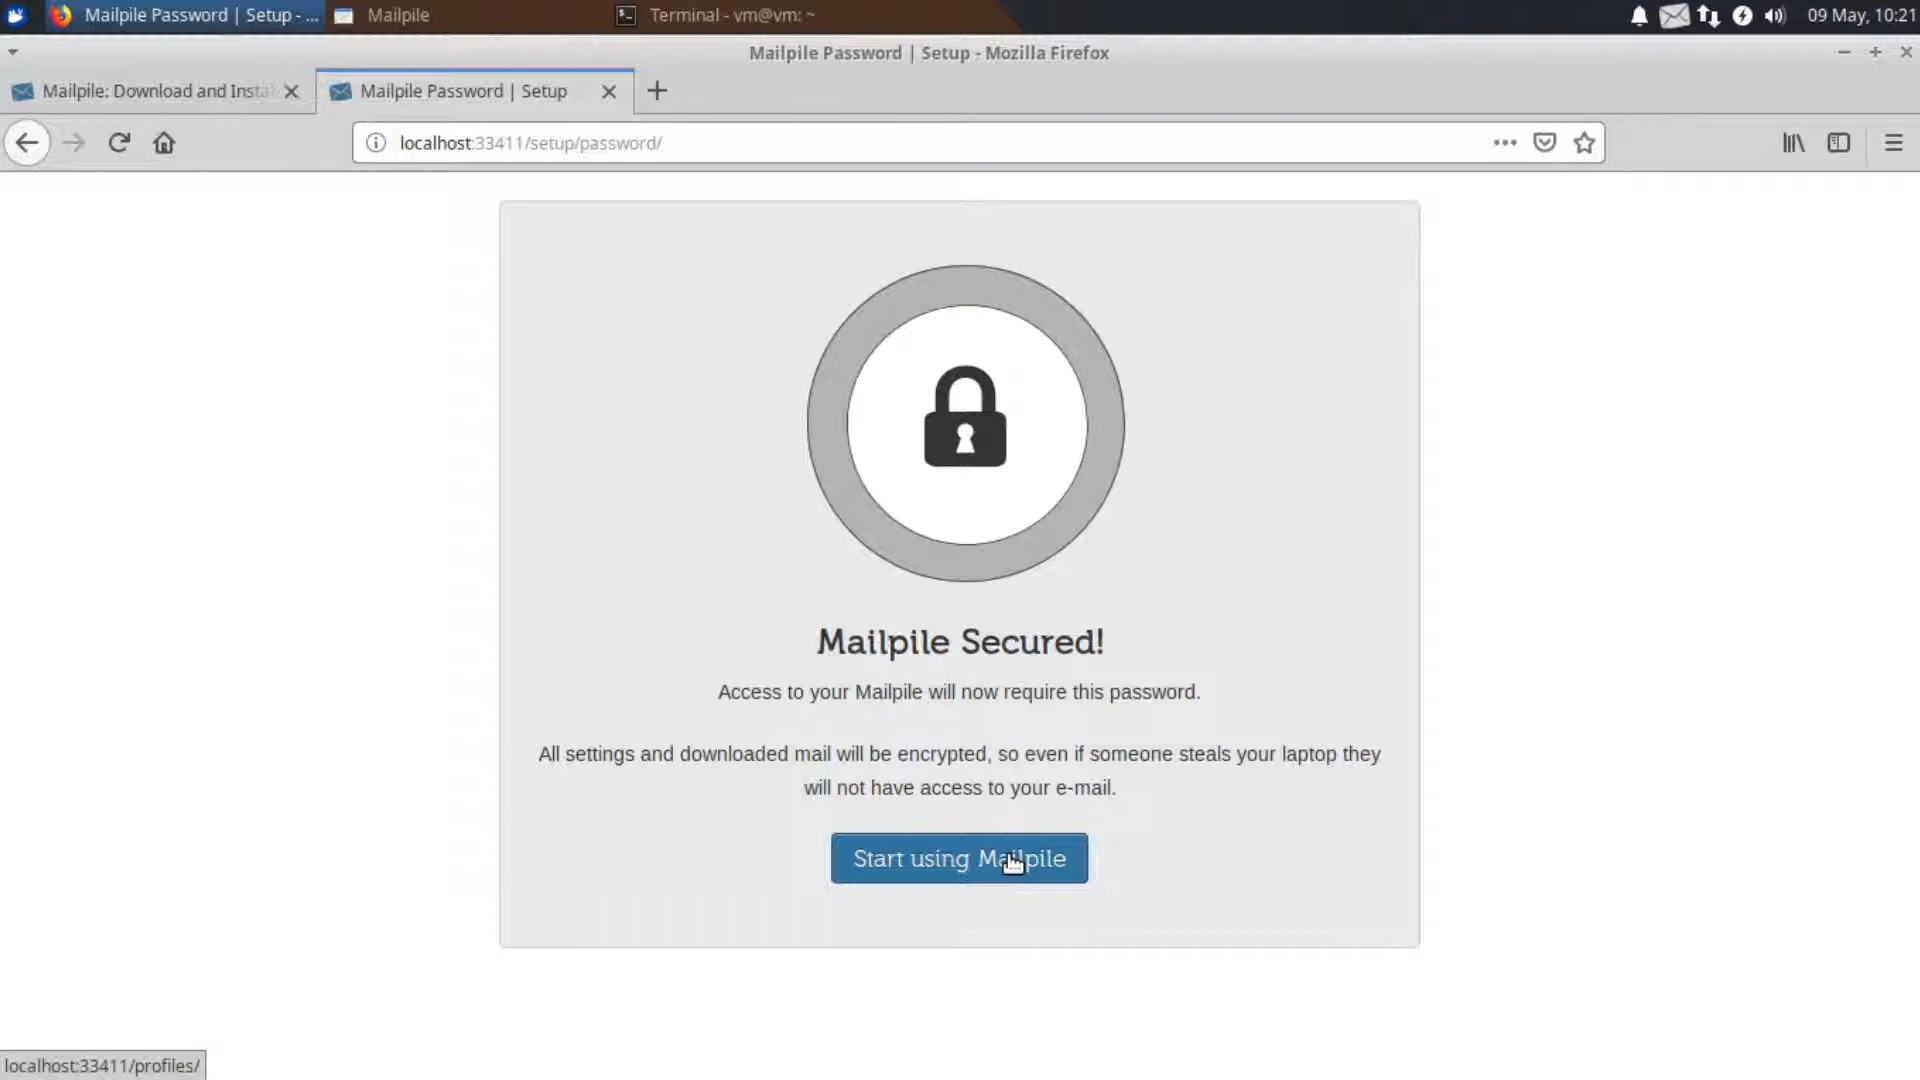 Mailpile Password | Setup - ...
Mailpile
Terminal - vm@vm: ~
09 May, 10:21
Mailpile Password | Setup - Mozilla Firefox
Mailpile: Download and Instal
Mailpile Password | Setup
localhost:33411/setup/password/
Mailpile Secured!
Access to your Mailpile will now require this password.
All settings and downloaded mail will be encrypted, so even if someone steals your laptop they
will not have access to your e-mail.
Start using Mailpile
localhost:33411/profiles/